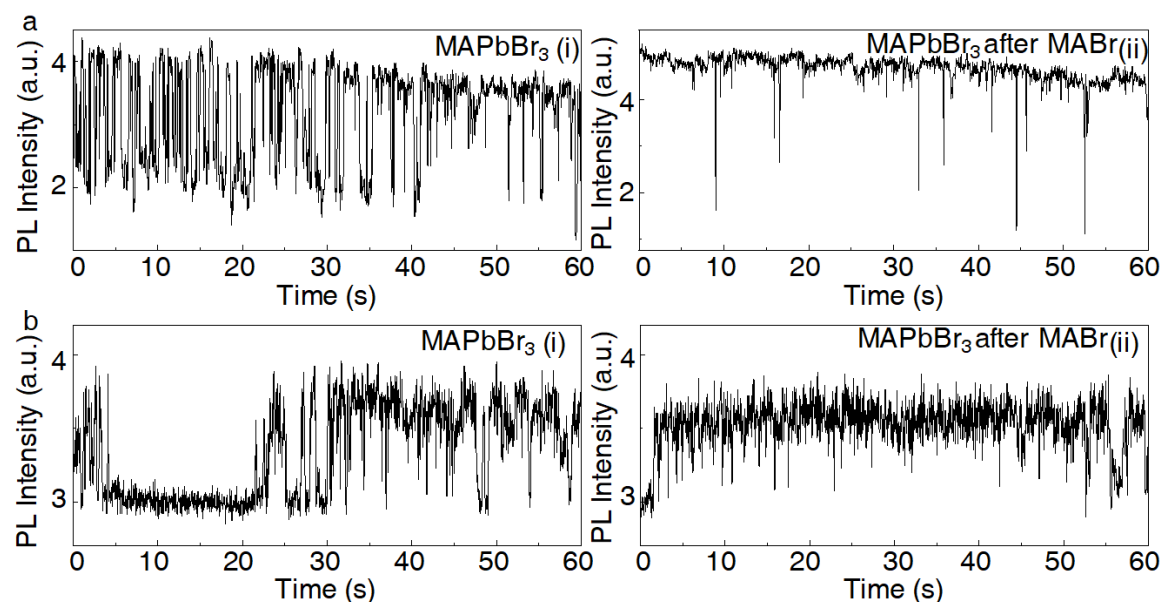 a
MAPbBr₃ (i)
PL Intensity (a.u.)
4
2
0 10 20 30 40 50 60
Time (s)
MAPbBr₃ after MABr (ii)
PL Intensity (a.u.)
4
2
0 10 20 30 40 50 60
Time (s)
b
MAPbBr₃ (i)
PL Intensity (a.u.)
4
3
0 10 20 30 40 50 60
Time (s)
MAPbBr₃ after MABr (ii)
PL Intensity (a.u.)
4
3
0 10 20 30 40 50 60
Time (s)